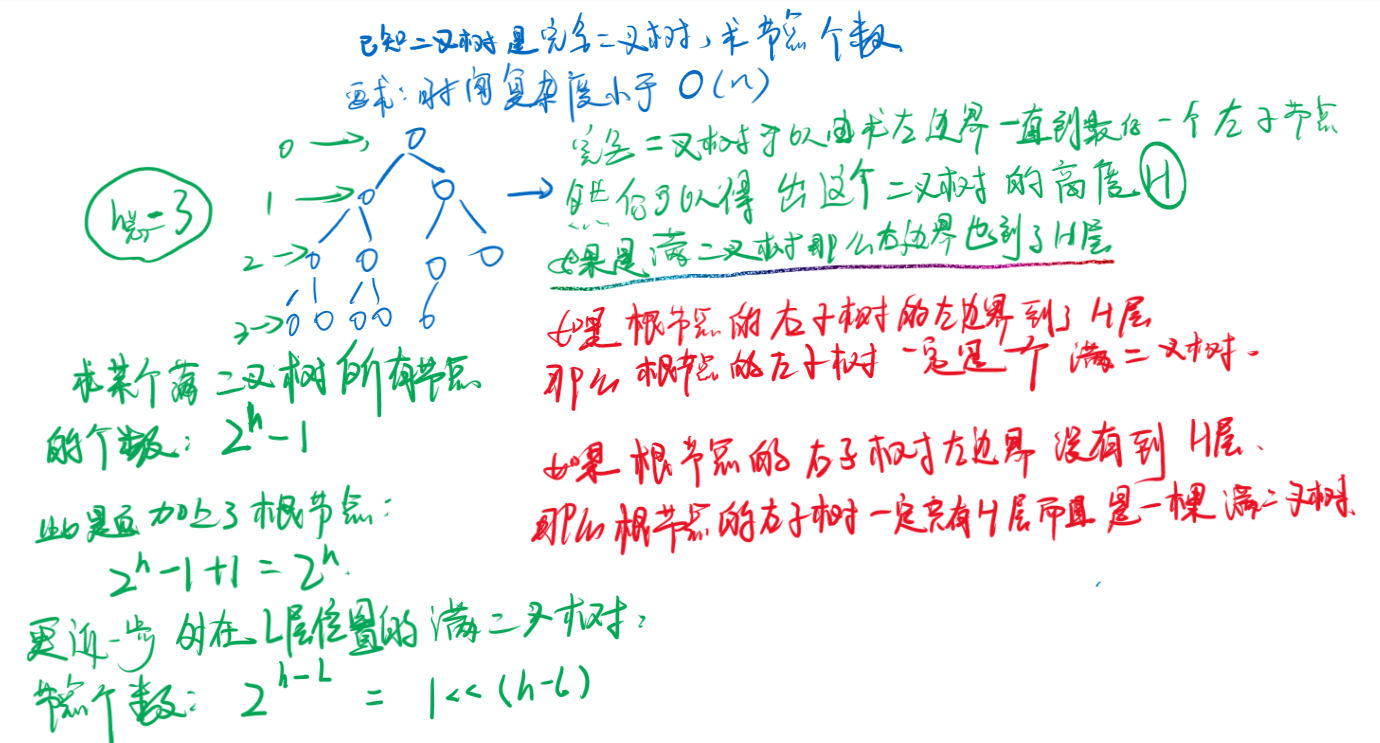 已知二叉树是完全二叉树，求节点个数
要求：时间复杂度小于 O(n)
完全二叉树可以由求左边界一直到最后一个左子节点
然后可以得出这个二叉树的高度 H
如果是满二叉树那么右边界也到了H层
h总=3
0
1
2
3
如果根节点的右子树的左边界到了H层
那么根节点的左子树一定是一个满二叉树.
如果根节点的右子树左边界没有到H层、
那么根节点的右子树一定只有H层而且是一棵满二叉树.
求某个满二叉树所有节点
的个数：2^h-1
如果再加上了根节点：
2^h-1+1=2^h.
更近一步 对在L层位置的满二叉树：
节点个数：2^h-L = 1<<(h-L)